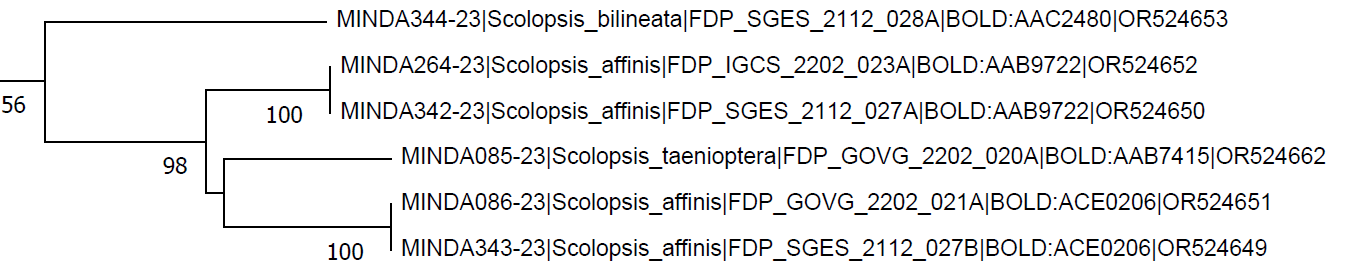 MINDA344-23|Scolopsis_bilineata|FDP_SGES_2112_028A|BOLD:AAC2480|OR524653
MINDA264-23|Scolopsis_affinis|FDP_IGCS_2202_023A|BOLD:AAB9722|OR524652
56
100
MINDA342-23|Scolopsis_affinis|FDP_SGES_2112_027A|BOLD:AAB9722|OR524650
98
MINDA085-23|Scolopsis_taenioptera|FDP_GOVG_2202_020A|BOLD:AAB7415|OR524662
MINDA086-23|Scolopsis_affinis|FDP_GOVG_2202_021A|BOLD:ACE0206|OR524651
100
MINDA343-23|Scolopsis_affinis|FDP_SGES_2112_027B|BOLD:ACE0206|OR524649